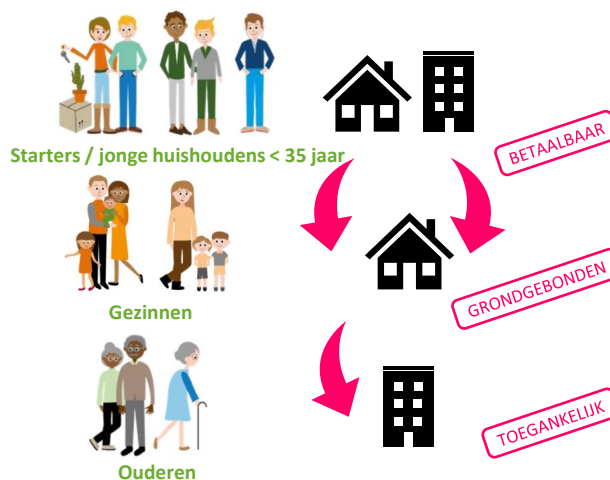 Starters / jonge huishoudens < 35 jaar
BETAALBAAR
Gezinnen
GRONDGEBONDEN
Ouderen
TOEGANKELIJK